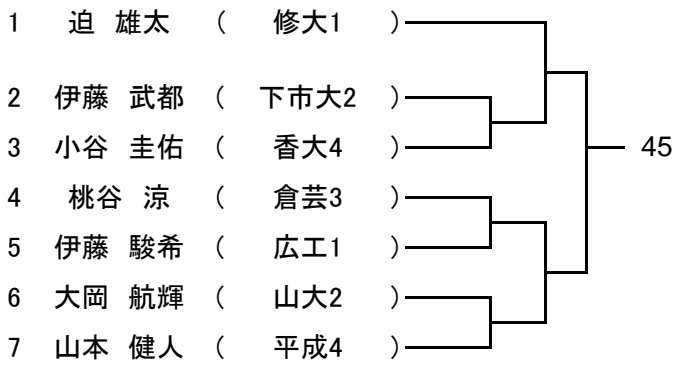 1 迫 雄太 ( 修大1 )
2 伊藤 武都 ( 下市大2 )
3 小谷 圭佑 ( 香大4 )
45
4 桃谷 涼 ( 倉芸3 )
5 伊藤 駿希 ( 広工1 )
6 大岡 航輝 ( 山大2 )
7 山本 健人 ( 平成4 )